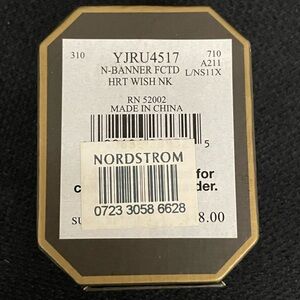 310 YJRU4517 710
N-BANNER FCTD A211
HRT WISH NK L/NS11X
RN 52002
MADE IN CHINA
5
NORDSTROM
for
der.
0723 3058 6628
SU 8.00